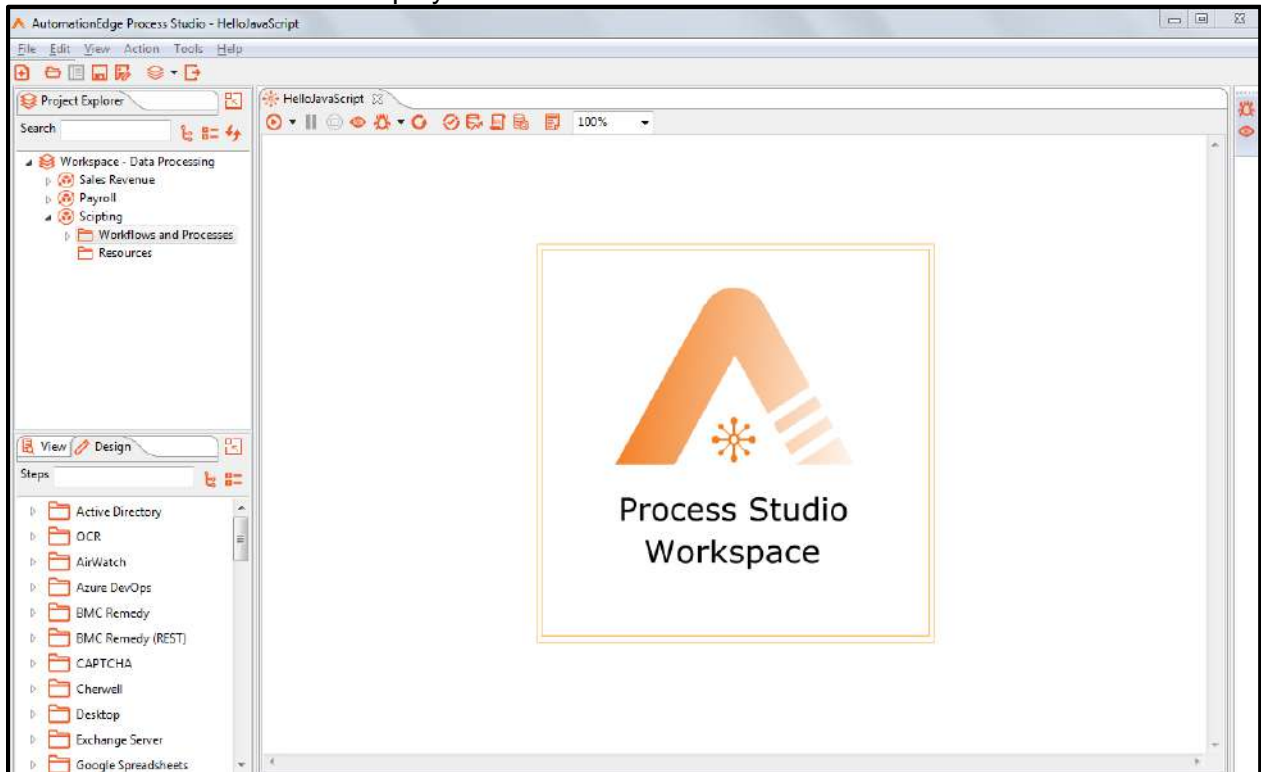 AutomationEdge Process Studio - HelloJavaScript
File Edit View Action Tools Help
Project Explorer
Search
Workspace - Data Processing
Sales Revenue
Payroll
Scipting
Workflows and Processes
Resources
View Design
Steps
Active Directory
OCR
AirWatch
Azure DevOps
BMC Remedy
BMC Remedy (REST)
CAPTCHA
Cherwell
Desktop
Exchange Server
Google Spreadsheets
HelloJavaScript
100%
Process Studio
Workspace